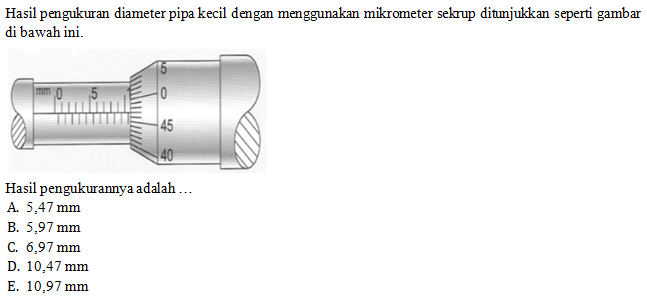 Hasil pengukuran diameter pipa kecil dengan menggunakan mikrometer sekrup ditunjukkan seperti gambar
di bawah ini.
mm 0 5
5
0
45
40
Hasil pengukurannya adalah ...
A. 5,47 mm
B. 5,97 mm
C. 6,97 mm
D. 10,47 mm
E. 10,97 mm